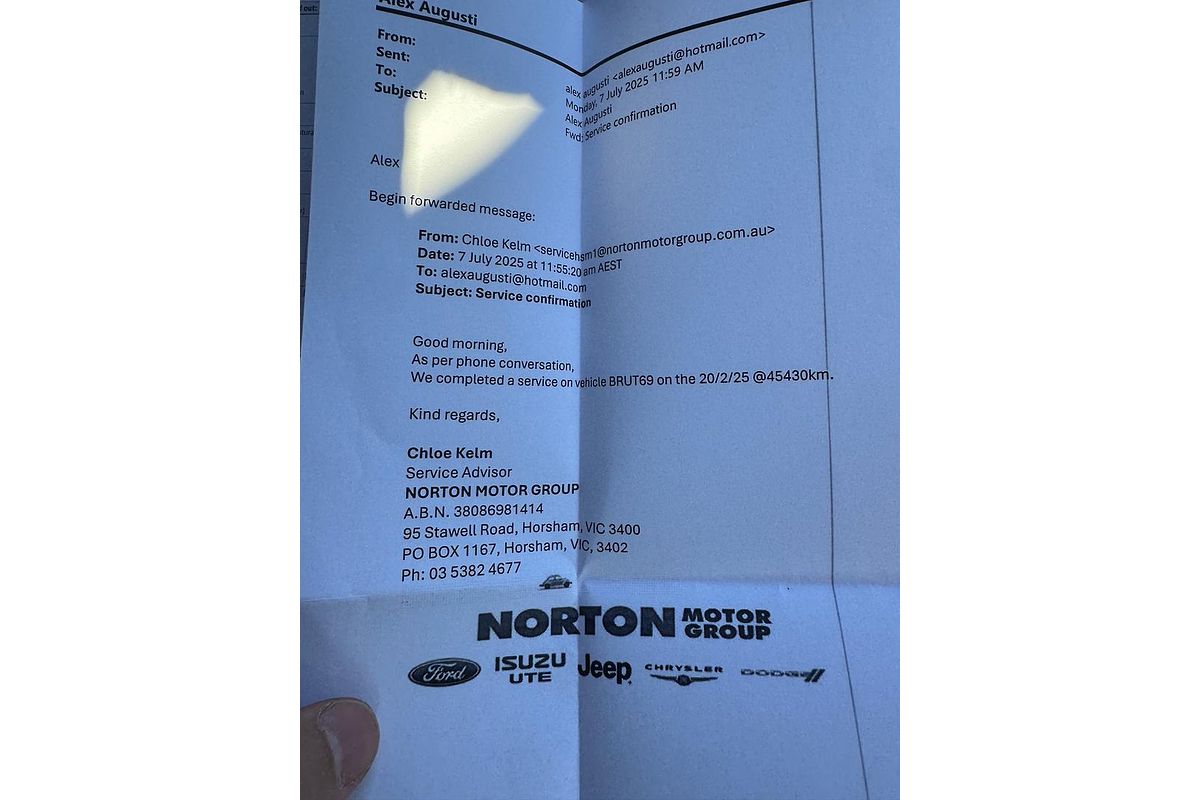 Alex Augusti
From: alex augusti <alexaugusti@hotmail.com>
Sent: Monday, 7 July 2025 11:59 AM
To: Alex Augusti
Subject: Fwd: Service confirmation
Alex
Begin forwarded message:
From: Chloe Kelm <servicehsm1@nortonmotorgroup.com.au>
Date: 7 July 2025 at 11:55:20 am AEST
To: alexaugusti@hotmail.com
Subject: Service confirmation
Good morning,
As per phone conversation,
We completed a service on vehicle BRUT69 on the 20/2/25 @45430km.
Kind regards,
Chloe Kelm
Service Advisor
NORTON MOTOR GROUP
A.B.N. 38086981414
95 Stawell Road, Horsham, VIC 3400
PO BOX 1167, Horsham, VIC, 3402
Ph: 03 5382 4677
NORTON MOTOR GROUP
Ford ISUZU UTE Jeep CHRYSLER DODGE